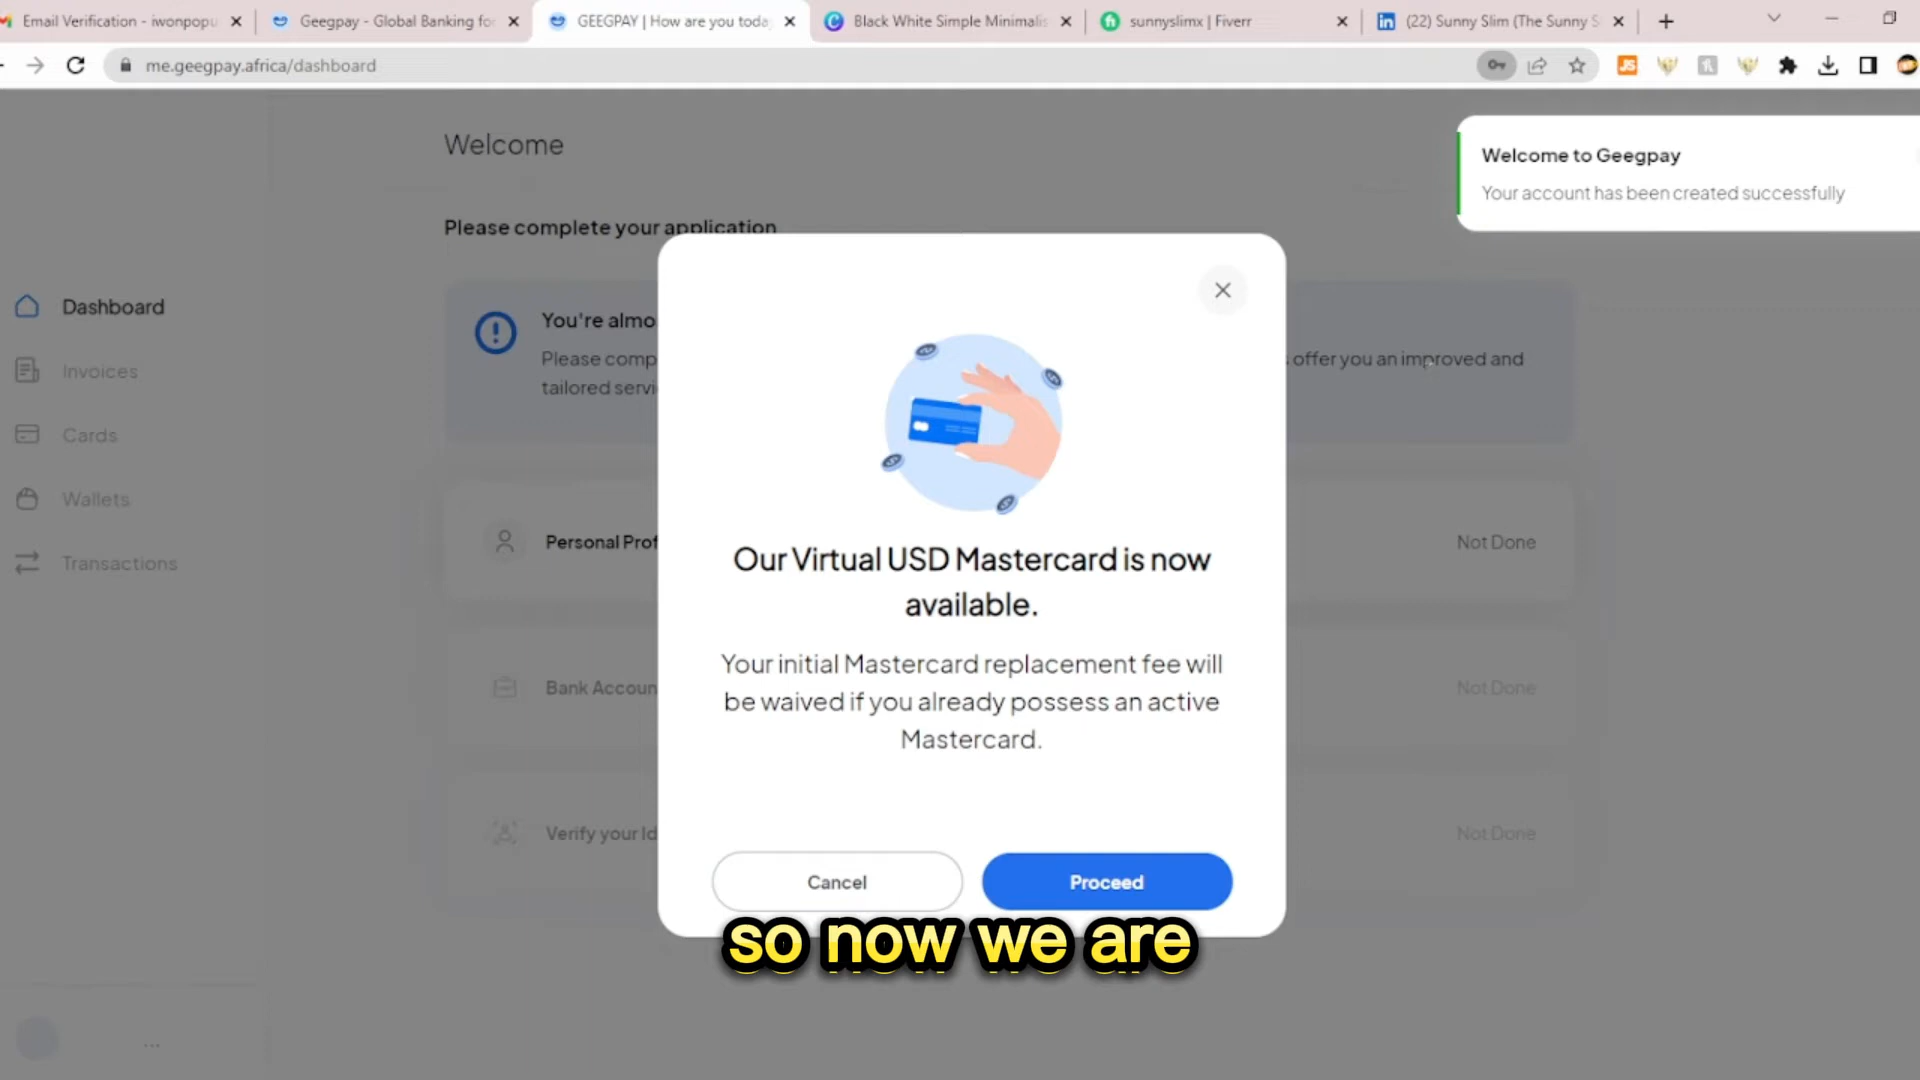 Email Verification - iwonpopu
Geegpay - Global Banking for
GEEGPAY | How are you today
Black White Simple Minimalis
sunnyslimx | Fiverr
(22) Sunny Slim (The Sunny S
me.geegpay.africa/dashboard
Welcome
Welcome to Geegpay
Your account has been created successfully
Please complete your application
Dashboard
Invoices
Cards
Wallets
Transactions
...
You're almo
Please comp
offer you an improved and
tailored servi
Personal Prof
Not Done
Bank Accoun
Not Done
Verify your Id
Not Done
Our Virtual USD Mastercard is now
available.
Your initial Mastercard replacement fee will
be waived if you already possess an active
Mastercard.
Cancel
Proceed
so now we are